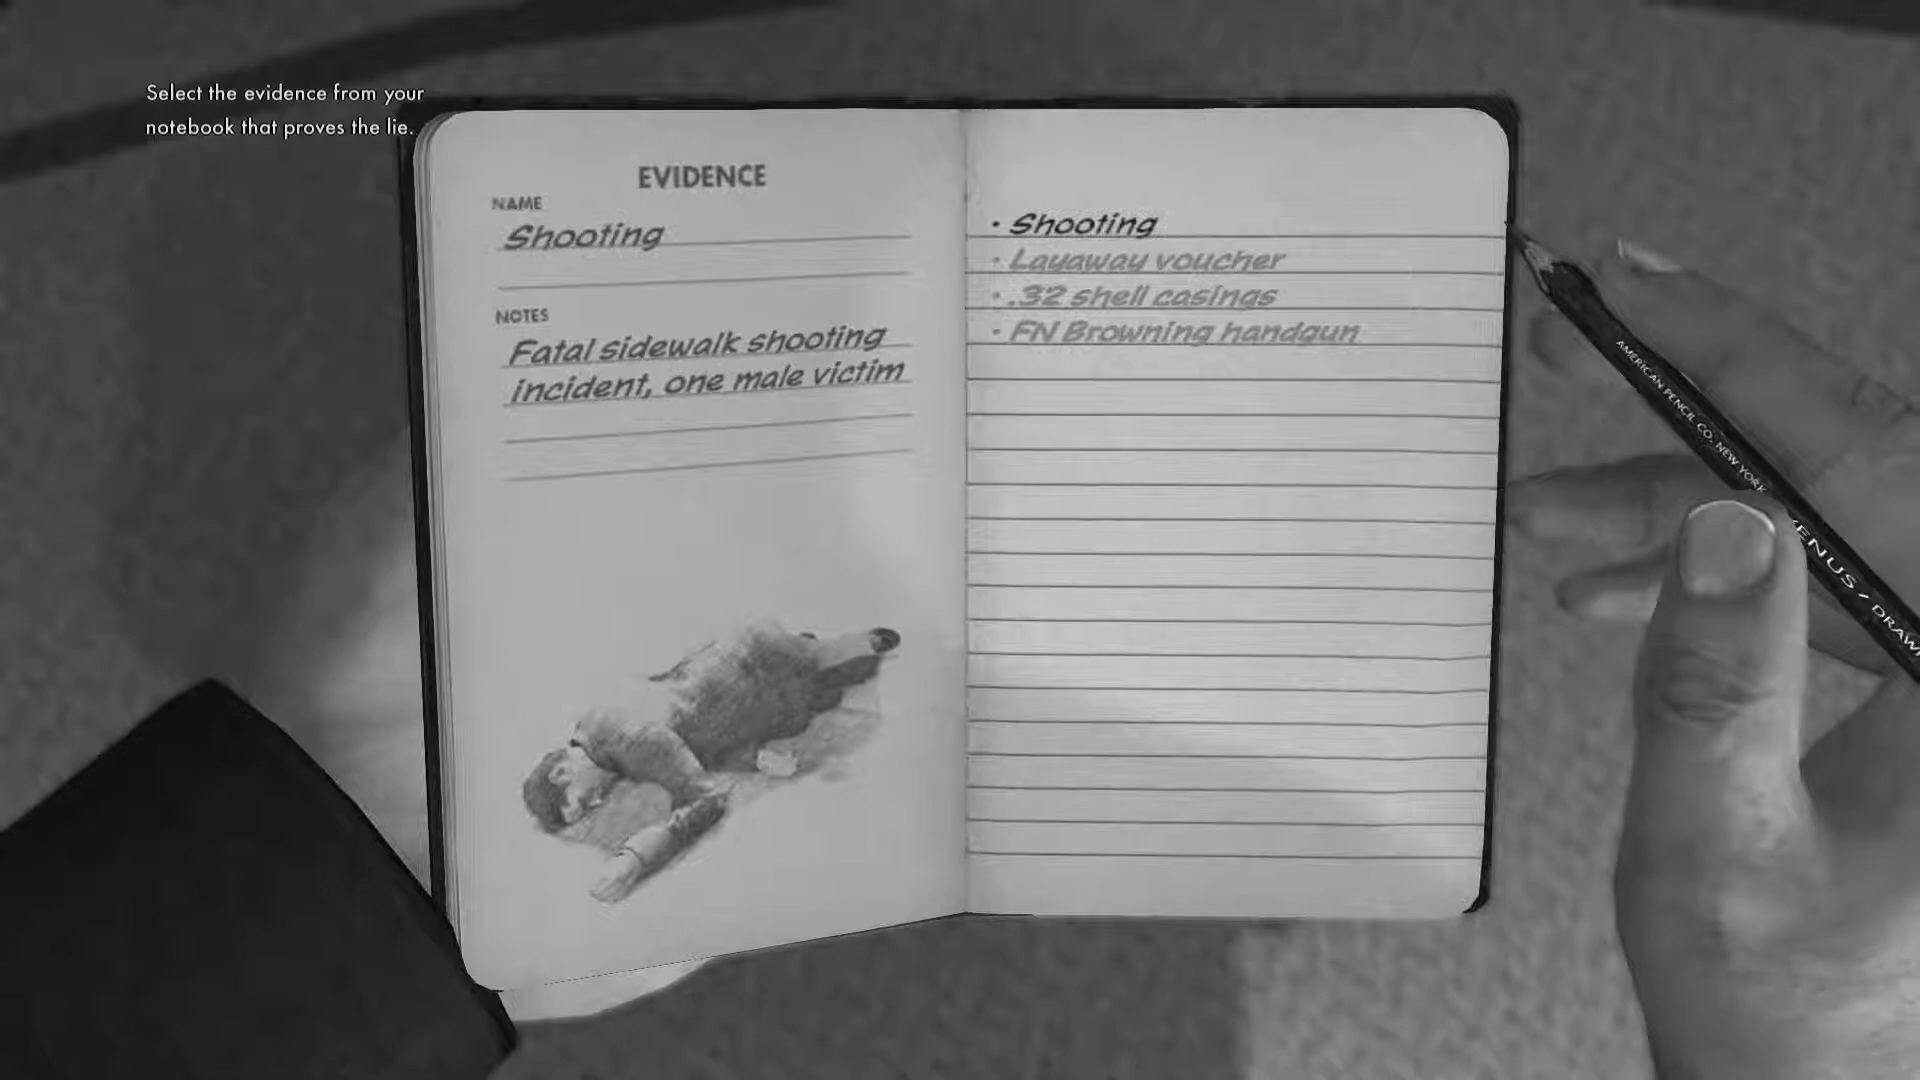 Select the evidence from your
notebook that proves the lie.
EVIDENCE
NAME
Shooting
NOTES
Fatal sidewalk shooting
incident, one male victim
• Shooting
• Layaway voucher
• .32 shell casings
• FN Browning handgun
AMERICAN PENCIL CO. NEW YORK
VENUS / DRAW